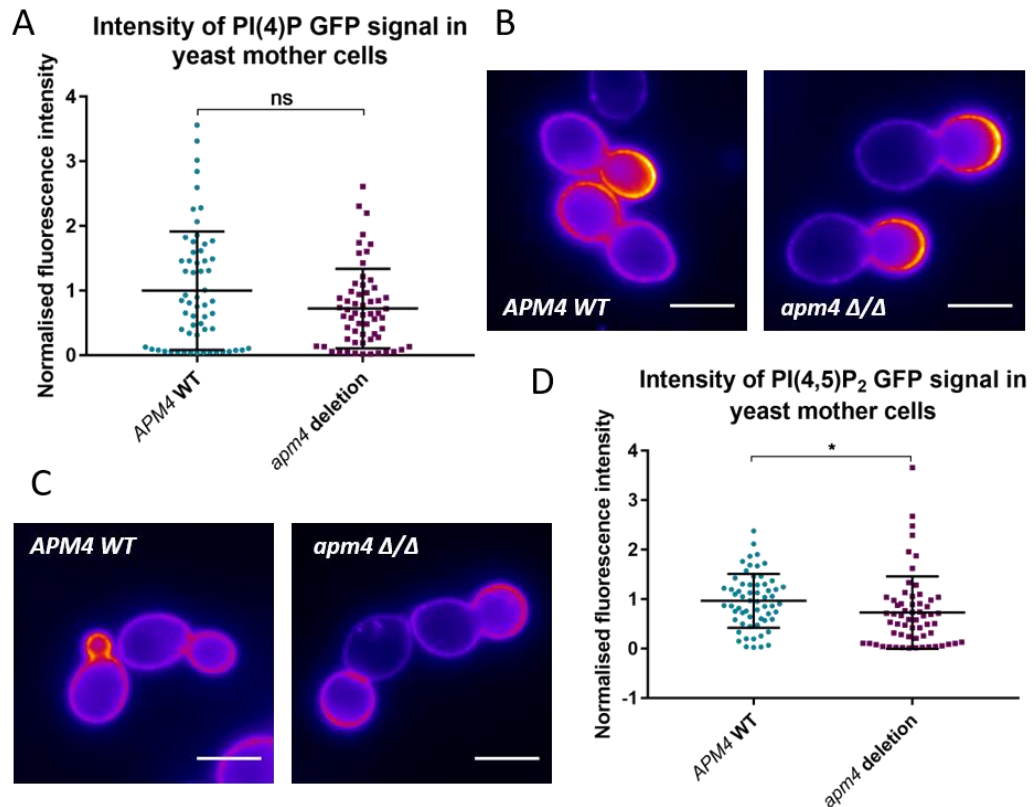 A
Intensity of PI(4)P GFP signal in
yeast mother cells
Normalised fluorescence intensity
4
3
2
1
0
ns
APM4 WT
apm4 deletion
B
APM4 WT
apm4 Δ/Δ
C
APM4 WT
apm4 Δ/Δ
D
Intensity of PI(4,5)P₂ GFP signal in
yeast mother cells
Normalised fluorescence intensity
4
3
2
1
0
-1
*
APM4 WT
apm4 deletion